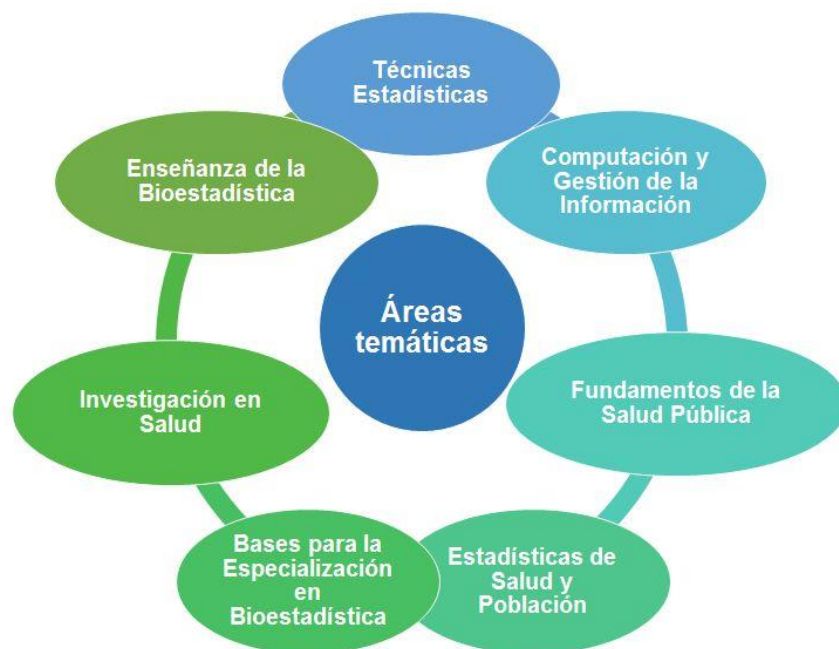 Técnicas
Estadísticas
Computación y
Gestión de la
Información
Fundamentos de la
Salud Pública
Estadísticas de
Salud y
Población
Bases para la
Especialización
en
Bioestadística
Investigación en
Salud
Enseñanza de la
Bioestadística
Áreas
temáticas